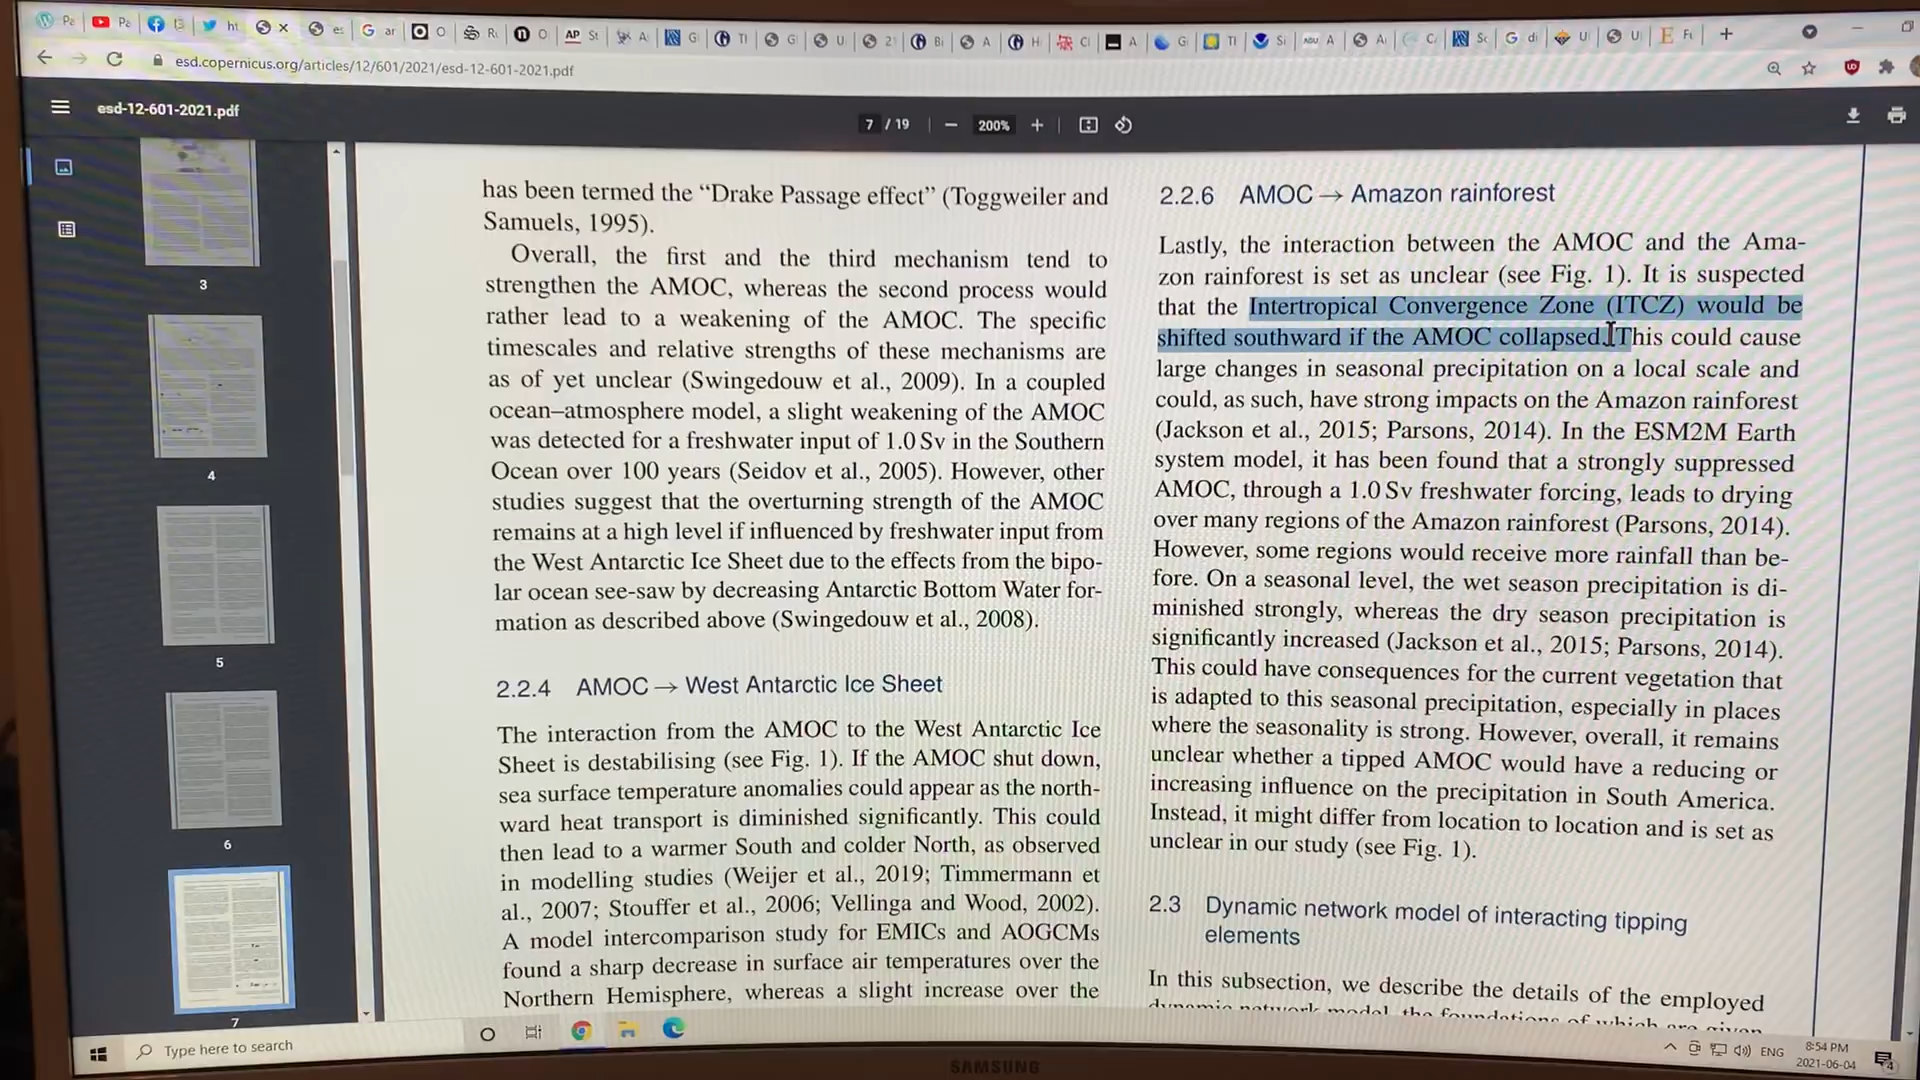 esd.copernicus.org/articles/12/601/2021/esd-12-601-2021.pdf
esd-12-601-2021.pdf
7 / 19
200%
3
4
5
6
7
has been termed the “Drake Passage effect” (Toggweiler and
Samuels, 1995).
Overall, the first and the third mechanism tend to
strengthen the AMOC, whereas the second process would
rather lead to a weakening of the AMOC. The specific
timescales and relative strengths of these mechanisms are
as of yet unclear (Swingedouw et al., 2009). In a coupled
ocean–atmosphere model, a slight weakening of the AMOC
was detected for a freshwater input of 1.0 Sv in the Southern
Ocean over 100 years (Seidov et al., 2005). However, other
studies suggest that the overturning strength of the AMOC
remains at a high level if influenced by freshwater input from
the West Antarctic Ice Sheet due to the effects from the bipo-
lar ocean see-saw by decreasing Antarctic Bottom Water for-
mation as described above (Swingedouw et al., 2008).
2.2.4 AMOC → West Antarctic Ice Sheet
The interaction from the AMOC to the West Antarctic Ice
Sheet is destabilising (see Fig. 1). If the AMOC shut down,
sea surface temperature anomalies could appear as the north-
ward heat transport is diminished significantly. This could
then lead to a warmer South and colder North, as observed
in modelling studies (Weijer et al., 2019; Timmermann et
al., 2007; Stouffer et al., 2006; Vellinga and Wood, 2002).
A model intercomparison study for EMICs and AOGCMs
found a sharp decrease in surface air temperatures over the
Northern Hemisphere, whereas a slight increase over the
2.2.6 AMOC → Amazon rainforest
Lastly, the interaction between the AMOC and the Ama-
zon rainforest is set as unclear (see Fig. 1). It is suspected
that the Intertropical Convergence Zone (ITCZ) would be
shifted southward if the AMOC collapsed. This could cause
large changes in seasonal precipitation on a local scale and
could, as such, have strong impacts on the Amazon rainforest
(Jackson et al., 2015; Parsons, 2014). In the ESM2M Earth
system model, it has been found that a strongly suppressed
AMOC, through a 1.0 Sv freshwater forcing, leads to drying
over many regions of the Amazon rainforest (Parsons, 2014).
However, some regions would receive more rainfall than be-
fore. On a seasonal level, the wet season precipitation is di-
minished strongly, whereas the dry season precipitation is
significantly increased (Jackson et al., 2015; Parsons, 2014).
This could have consequences for the current vegetation that
is adapted to this seasonal precipitation, especially in places
where the seasonality is strong. However, overall, it remains
unclear whether a tipped AMOC would have a reducing or
increasing influence on the precipitation in South America.
Instead, it might differ from location to location and is set as
unclear in our study (see Fig. 1).
2.3 Dynamic network model of interacting tipping
elements
In this subsection, we describe the details of the employed
dynamic network model, the foundations of which are given
Type here to search
ENG
8:54 PM
2021-06-04
SAMSUNG